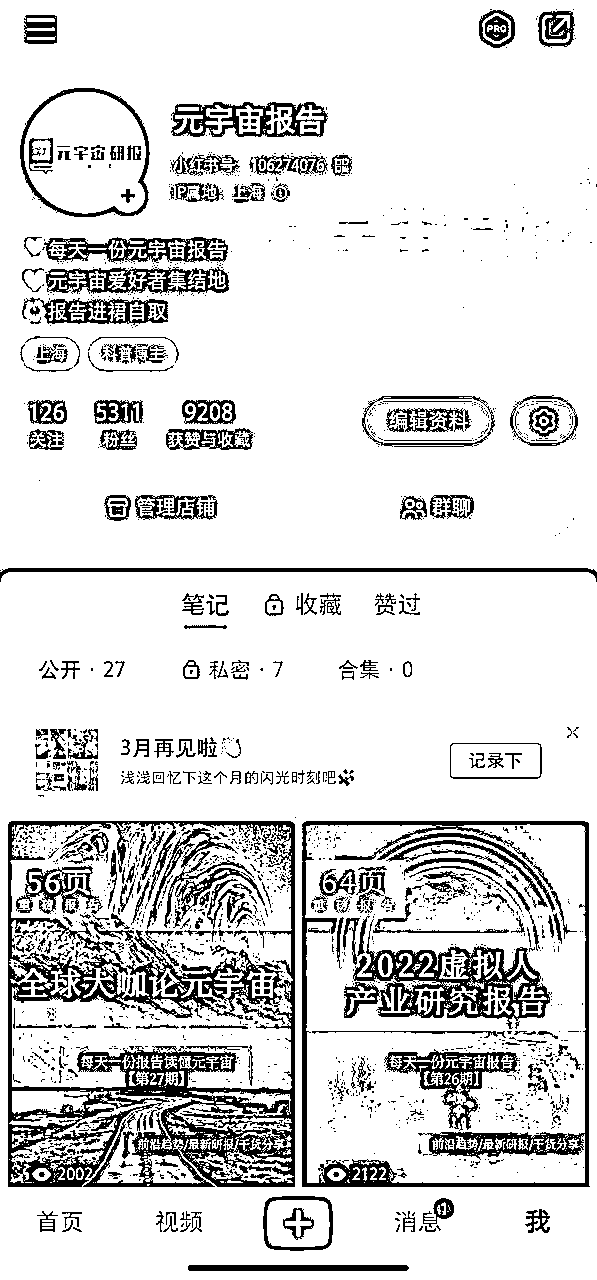 PRO
元宇宙研报
元宇宙报告
小红书号: 106274076
IP属地: 上海
每天一份元宇宙报告
元宇宙爱好者集结地
报告进裙自取
上海 科普博主
126 5311 9208
关注 粉丝 获赞与收藏
编辑资料
管理店铺 群聊
笔记 收藏 赞过
公开 · 27 私密 · 7 合集 · 0
3月再见啦
浅浅回忆下这个月的闪光时刻吧
记录下
56页
重磅报告
全球大咖论元宇宙
每天一份报告读懂元宇宙
【第27期】
前沿趋势/最新研报/干货分享
2002
64页
重磅报告
2022虚拟人
产业研究报告
每天一份元宇宙报告
【第26期】
前沿趋势/最新研报/干货分享
2122
首页 视频 消息 我